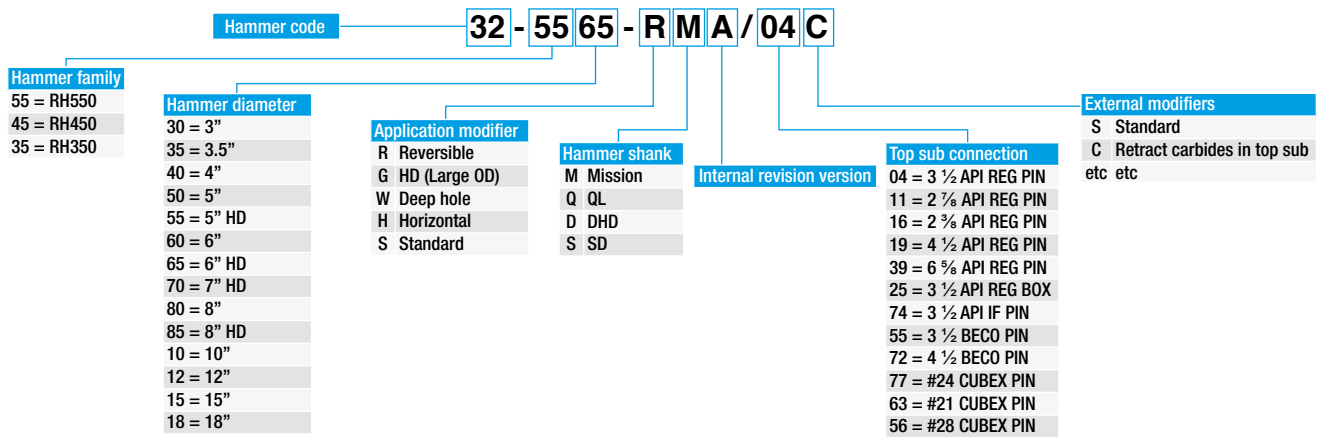 Hammer code
32-5565-RMA/04C
Hammer family
55 = RH550
45 = RH450
35 = RH350
Hammer diameter
30 = 3”
35 = 3.5”
40 = 4”
50 = 5”
55 = 5” HD
60 = 6”
65 = 6” HD
70 = 7” HD
80 = 8”
85 = 8” HD
10 = 10”
12 = 12”
15 = 15”
18 = 18”
Application modifier
R Reversible
G HD (Large OD)
W Deep hole
H Horizontal
S Standard
Hammer shank
M Mission
Q QL
D DHD
S SD
Internal revision version
Top sub connection
04 = 3 ½ API REG PIN
11 = 2 ⅞ API REG PIN
16 = 2 ⅜ API REG PIN
19 = 4 ½ API REG PIN
39 = 6 ⅝ API REG PIN
25 = 3 ½ API REG BOX
74 = 3 ½ API IF PIN
55 = 3 ½ BECO PIN
72 = 4 ½ BECO PIN
77 = #24 CUBEX PIN
63 = #21 CUBEX PIN
56 = #28 CUBEX PIN
External modifiers
S Standard
C Retract carbides in top sub
etc etc